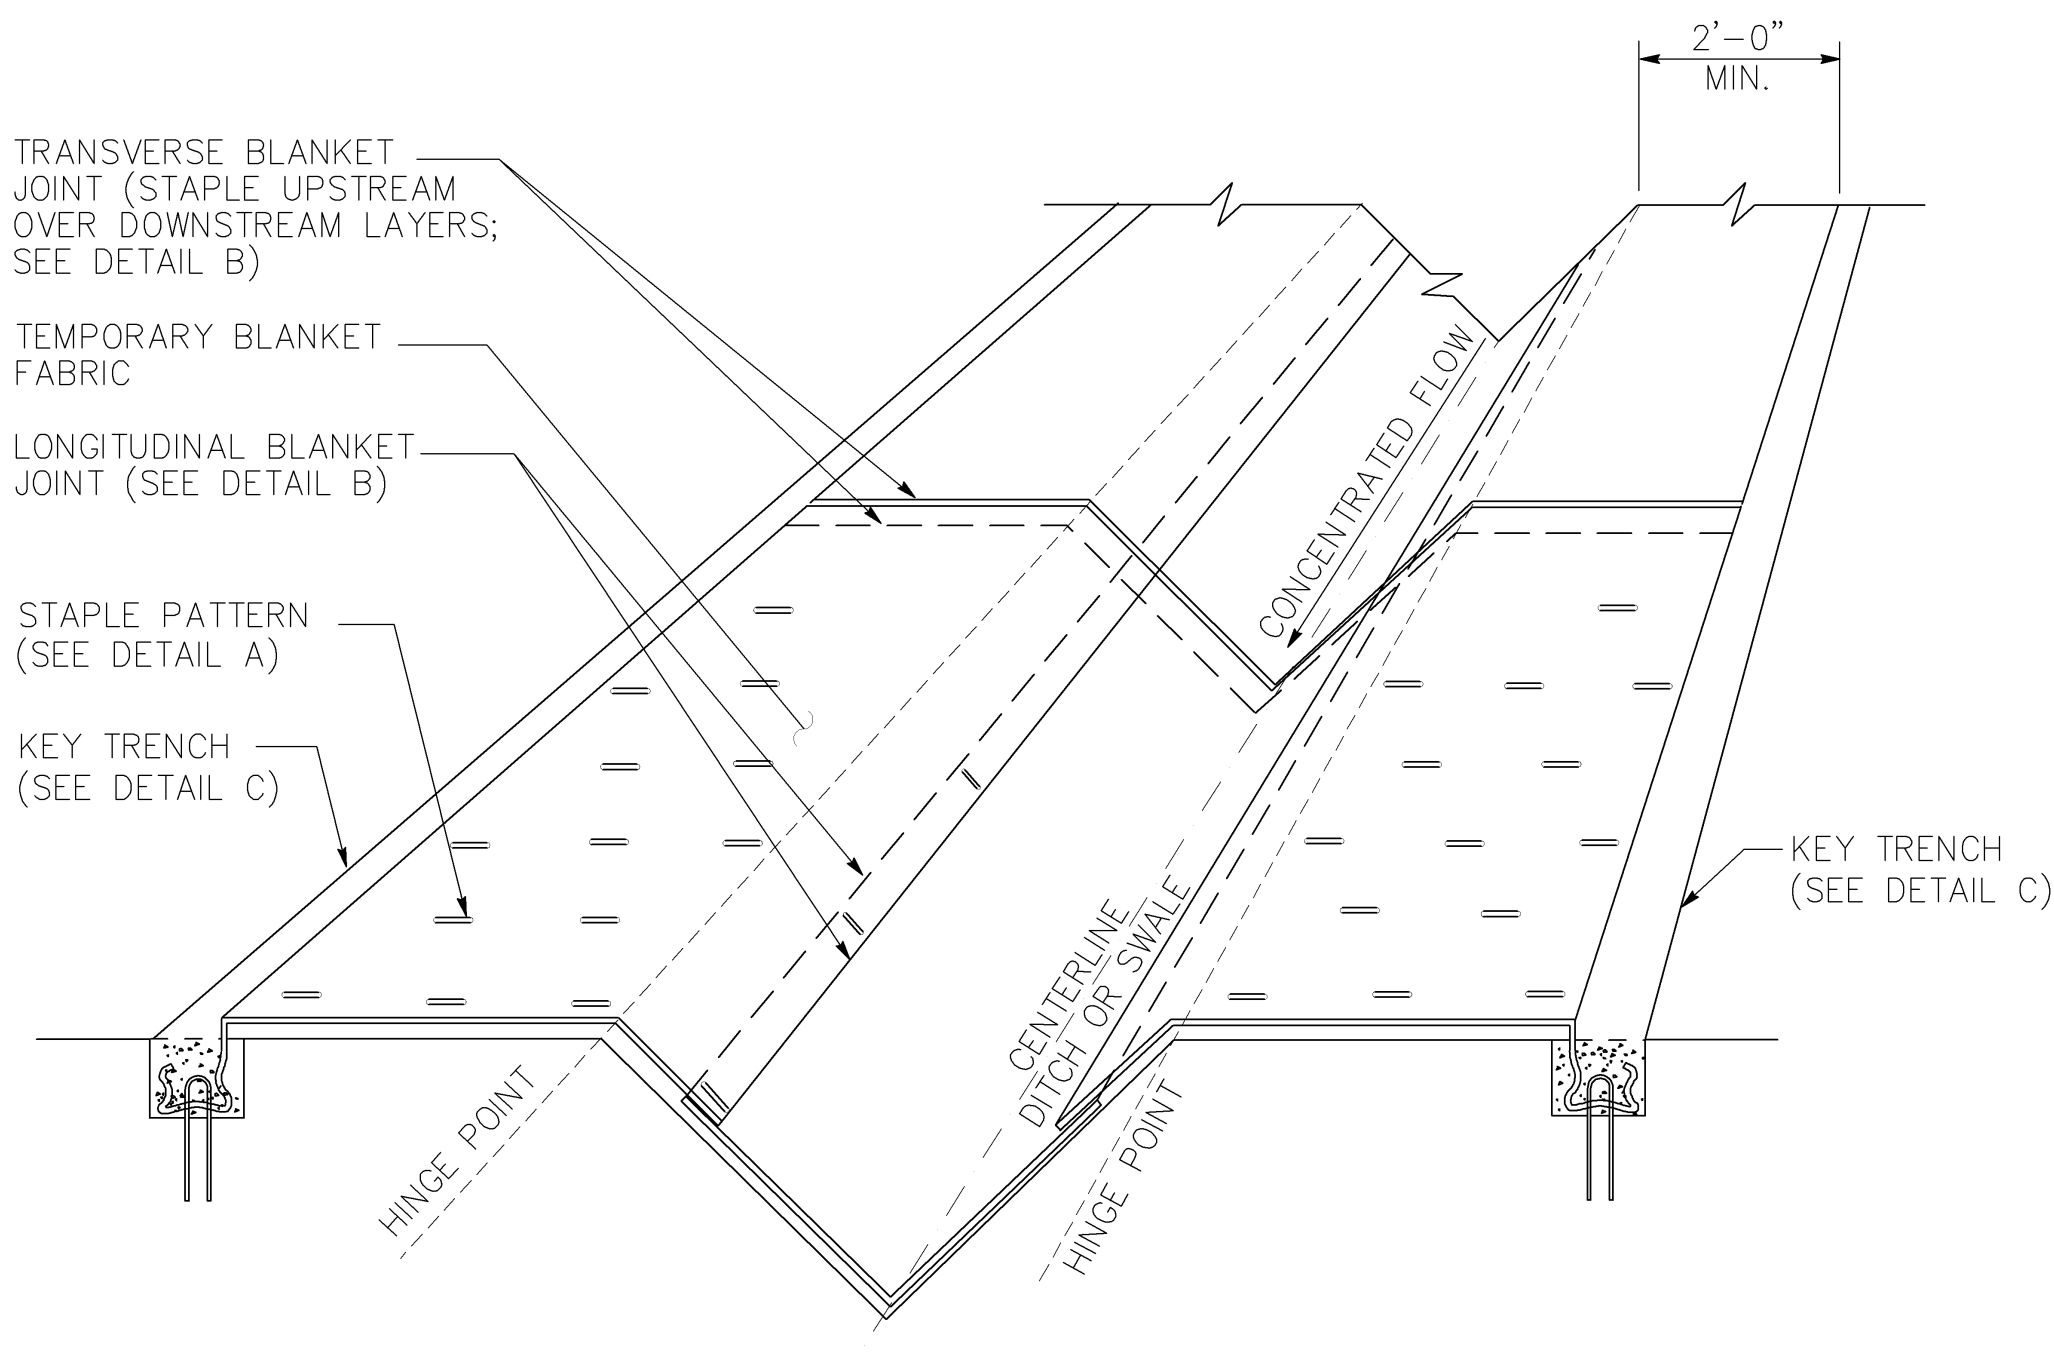 2'-0"
MIN.
TRANSVERSE BLANKET
JOINT (STAPLE UPSTREAM
OVER DOWNSTREAM LAYERS;
SEE DETAIL B)
TEMPORARY BLANKET
FABRIC
LONGITUDINAL BLANKET
JOINT (SEE DETAIL B)
STAPLE PATTERN
(SEE DETAIL A)
KEY TRENCH
(SEE DETAIL C)
CONCENTRATED FLOW
KEY TRENCH
(SEE DETAIL C)
CENTERLINE
DITCH OR SWALE
HINGE POINT
HINGE POINT